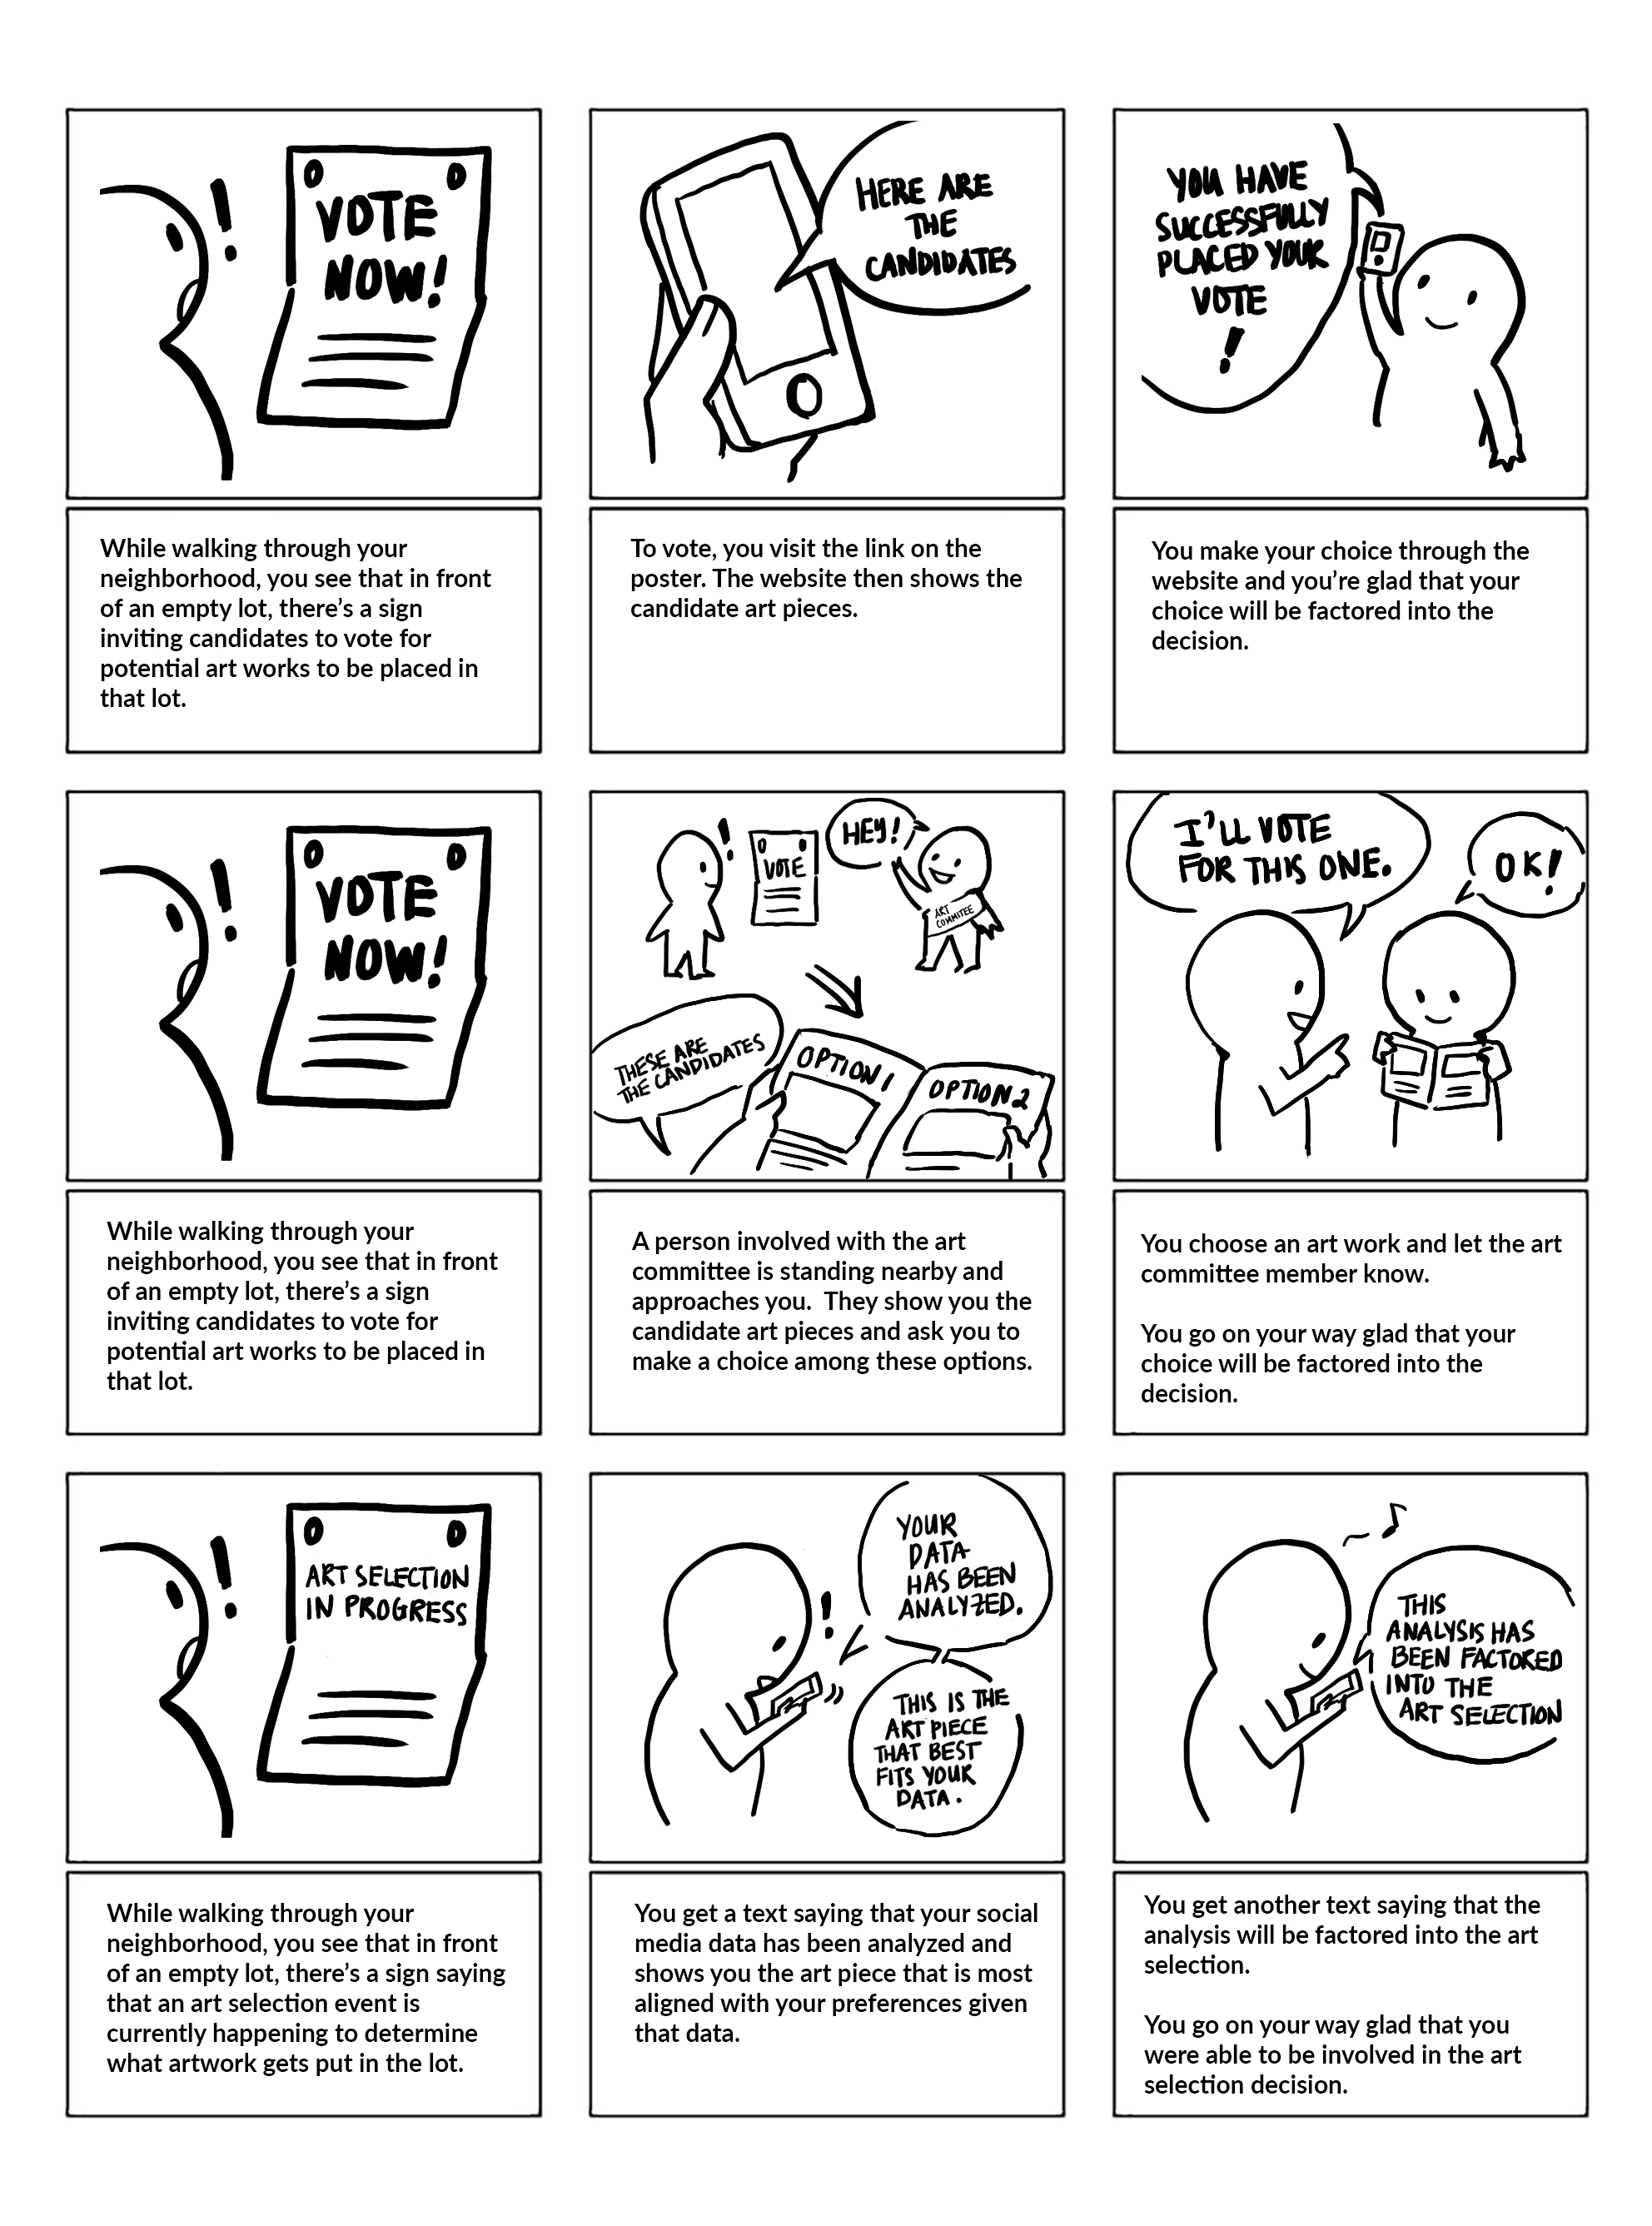 VOTE
NOW!
HERE ARE
THE
CANDIDATES
YOU HAVE
SUCCESSFULLY
PLACED YOUR
VOTE
!
While walking through your
neighborhood, you see that in front
of an empty lot, there's a sign
inviting candidates to vote for
potential art works to be placed in
that lot.
To vote, you visit the link on the
poster. The website then shows the
candidate art pieces.
You make your choice through the
website and you're glad that your
choice will be factored into the
decision.
VOTE
NOW!
HEY!
VOTE
ART
COMMITEE
THESE ARE
THE CANDIDATES
OPTION 1
OPTION 2
I'LL VOTE
FOR THIS ONE.
OK!
While walking through your
neighborhood, you see that in front
of an empty lot, there's a sign
inviting candidates to vote for
potential art works to be placed in
that lot.
A person involved with the art
committee is standing nearby and
approaches you.  They show you the
candidate art pieces and ask you to
make a choice among these options.
You choose an art work and let the art
committee member know.
You go on your way glad that your
choice will be factored into the
decision.
ART SELECTION
IN PROGRESS
YOUR
DATA
HAS BEEN
ANALYZED.
THIS IS THE
ART PIECE
THAT BEST
FITS YOUR
DATA.
THIS
ANALYSIS HAS
BEEN FACTORED
INTO THE
ART SELECTION
While walking through your
neighborhood, you see that in front
of an empty lot, there's a sign saying
that an art selection event is
currently happening to determine
what artwork gets put in the lot.
You get a text saying that your social
media data has been analyzed and
shows you the art piece that is most
aligned with your preferences given
that data.
You get another text saying that the
analysis will be factored into the art
selection.
You go on your way glad that you
were able to be involved in the art
selection decision.